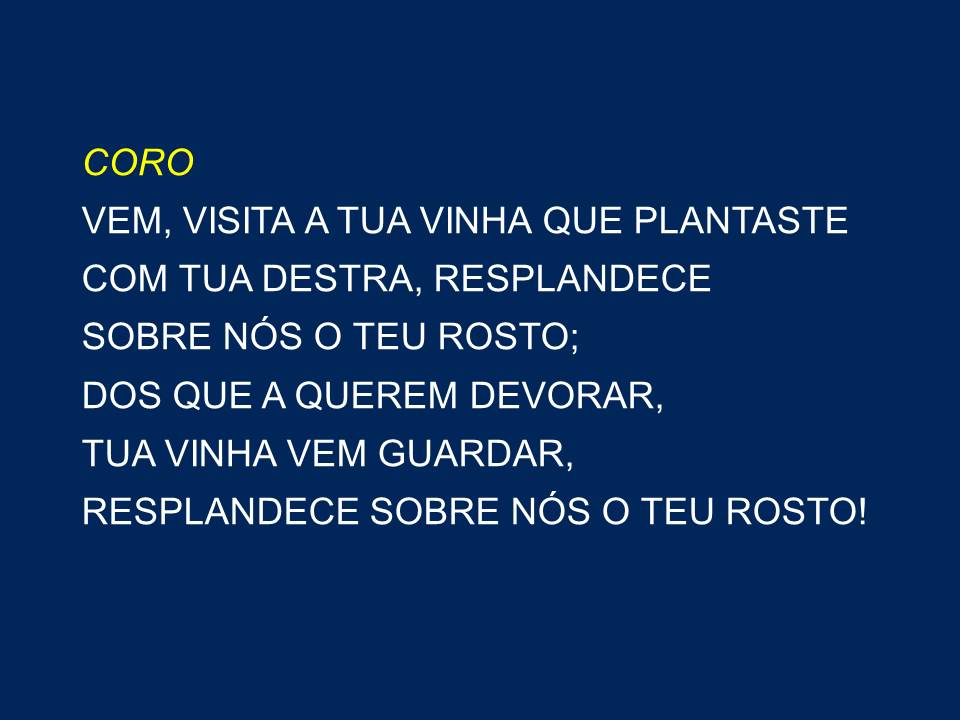 CORO
VEM, VISITA A TUA VINHA QUE PLANTASTE
COM TUA DESTRA, RESPLANDECE
SOBRE NÓS O TEU ROSTO;
DOS QUE A QUEREM DEVORAR,
TUA VINHA VEM GUARDAR,
RESPLANDECE SOBRE NÓS O TEU ROSTO!